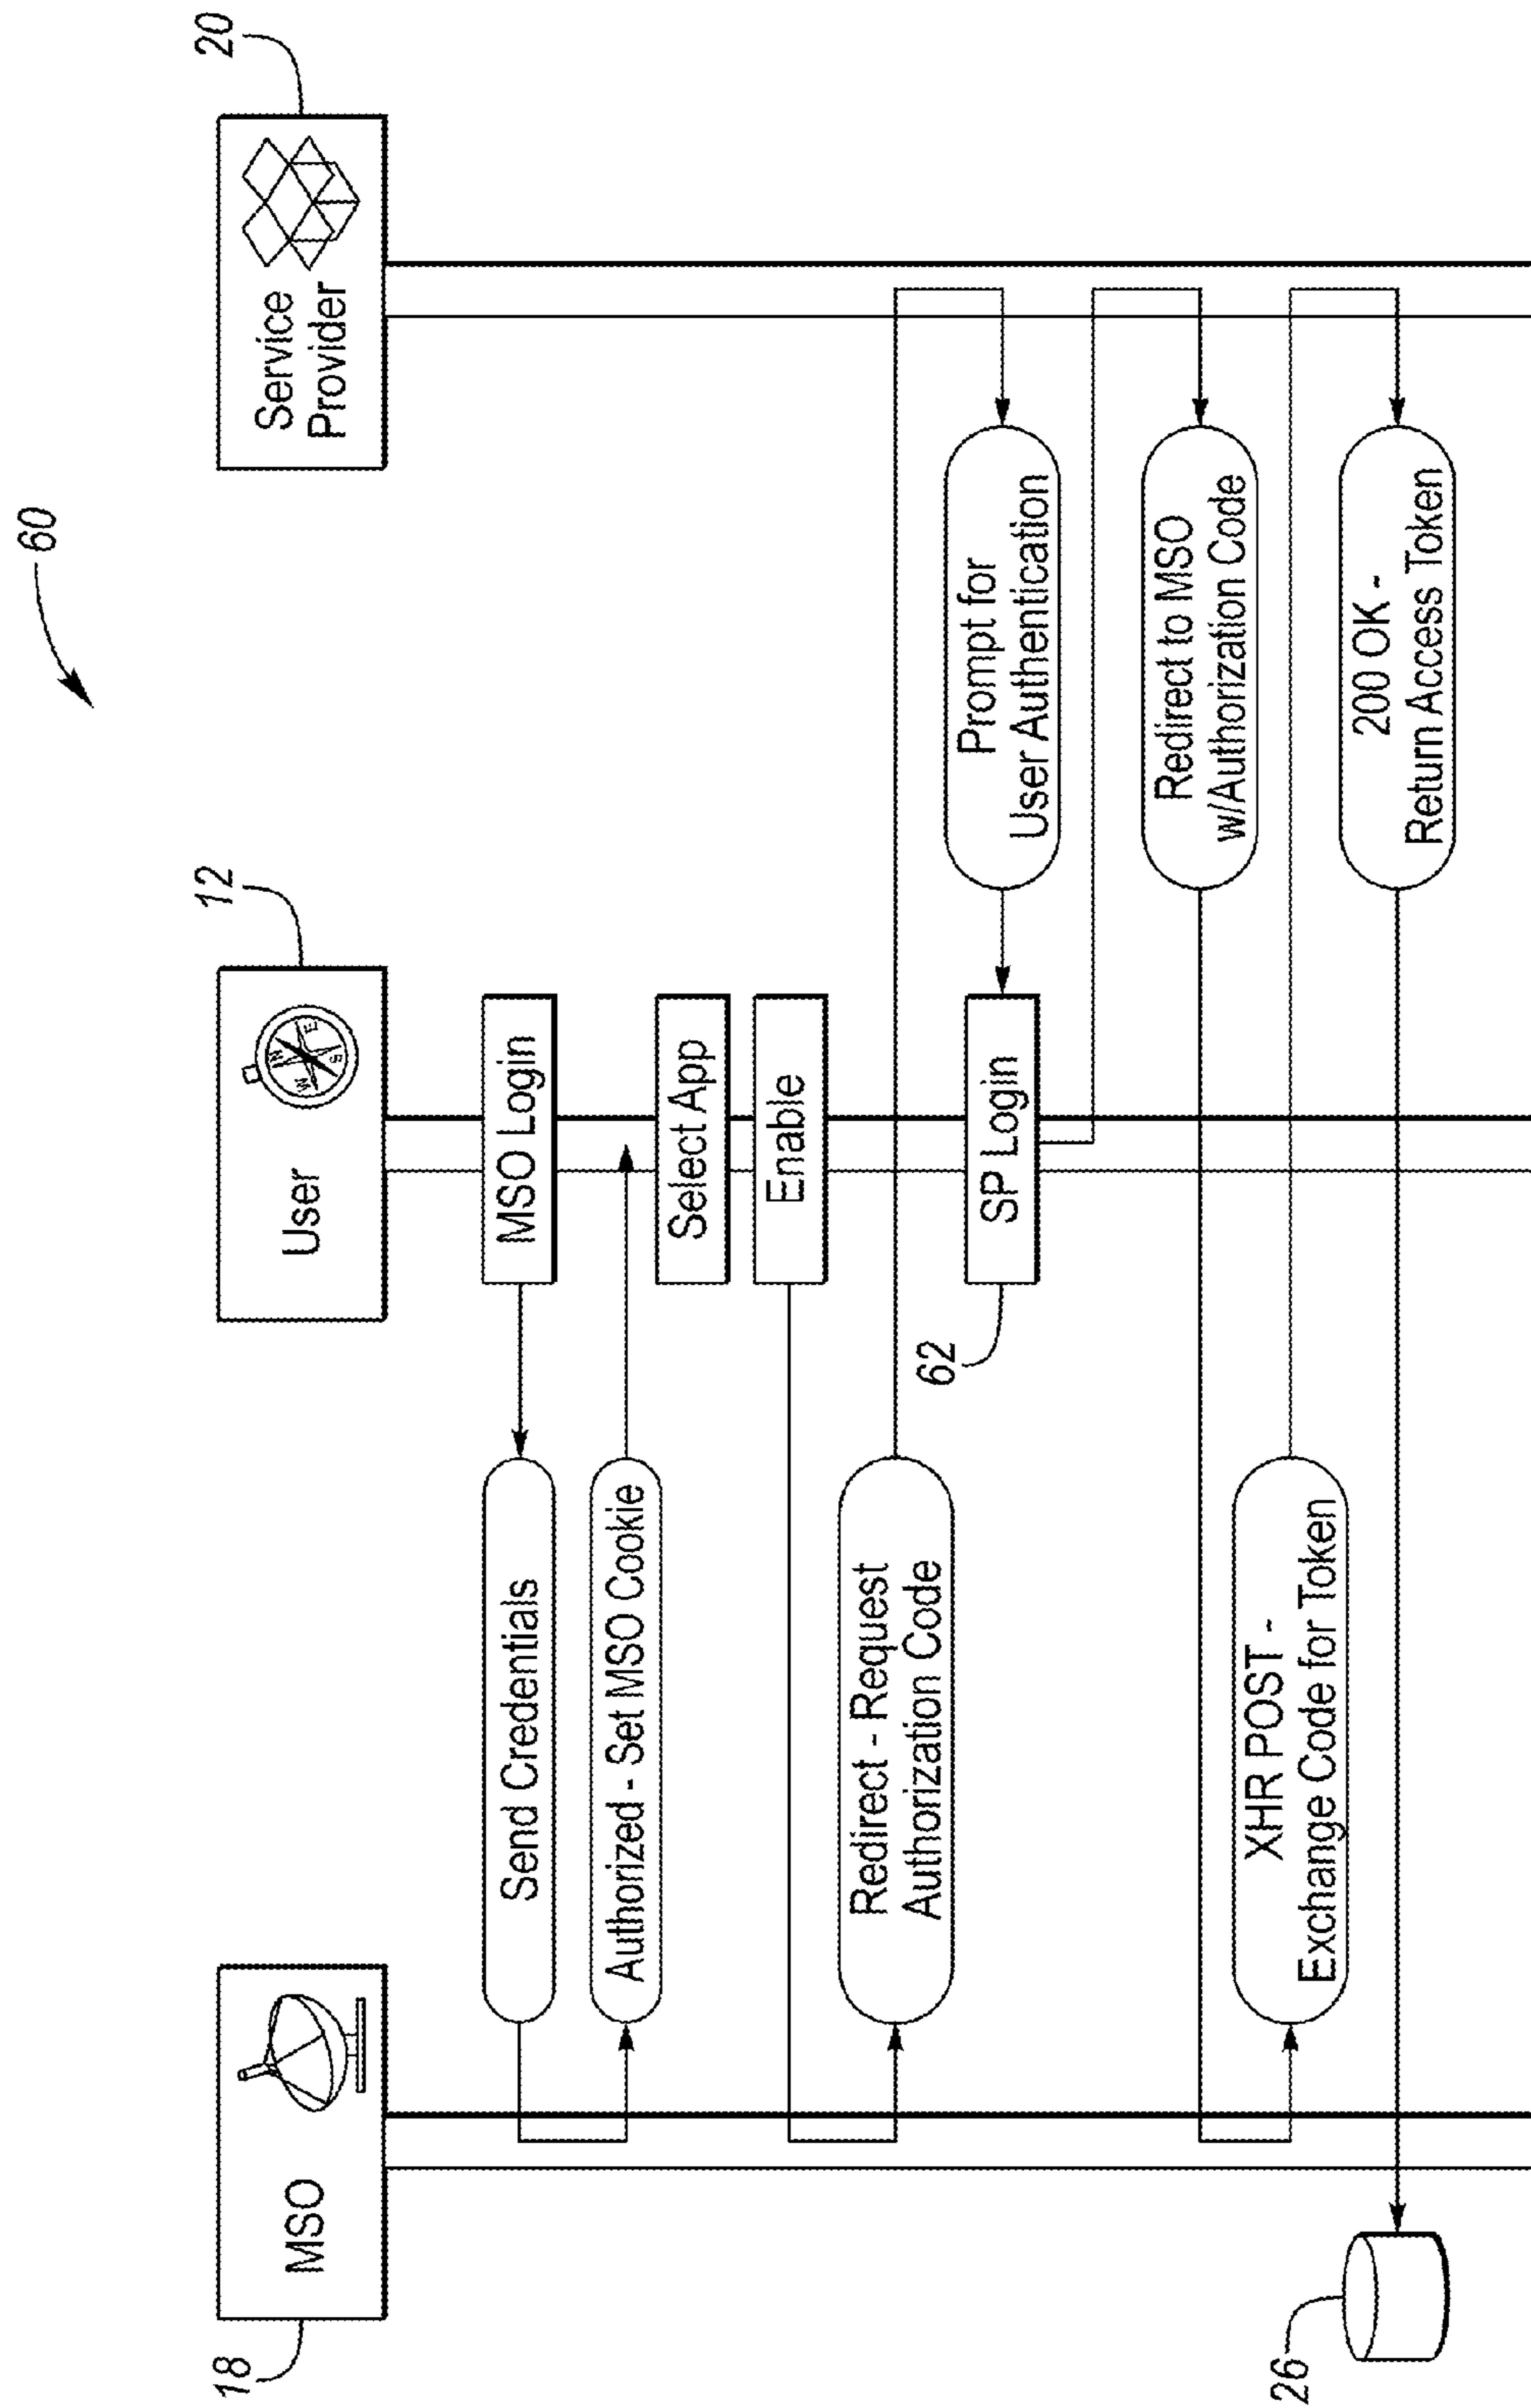 60
18
MSO
12
User
20
Service
Provider
MSO Login
Send Credentials
Authorized - Set MSO Cookie
Select App
Enable
Redirect - Request
Authorization Code
Prompt for
User Authentication
SP Login
62
Redirect to MSO
w/Authorization Code
XHR POST -
Exchange Code for Token
200 OK -
Return Access Token
26